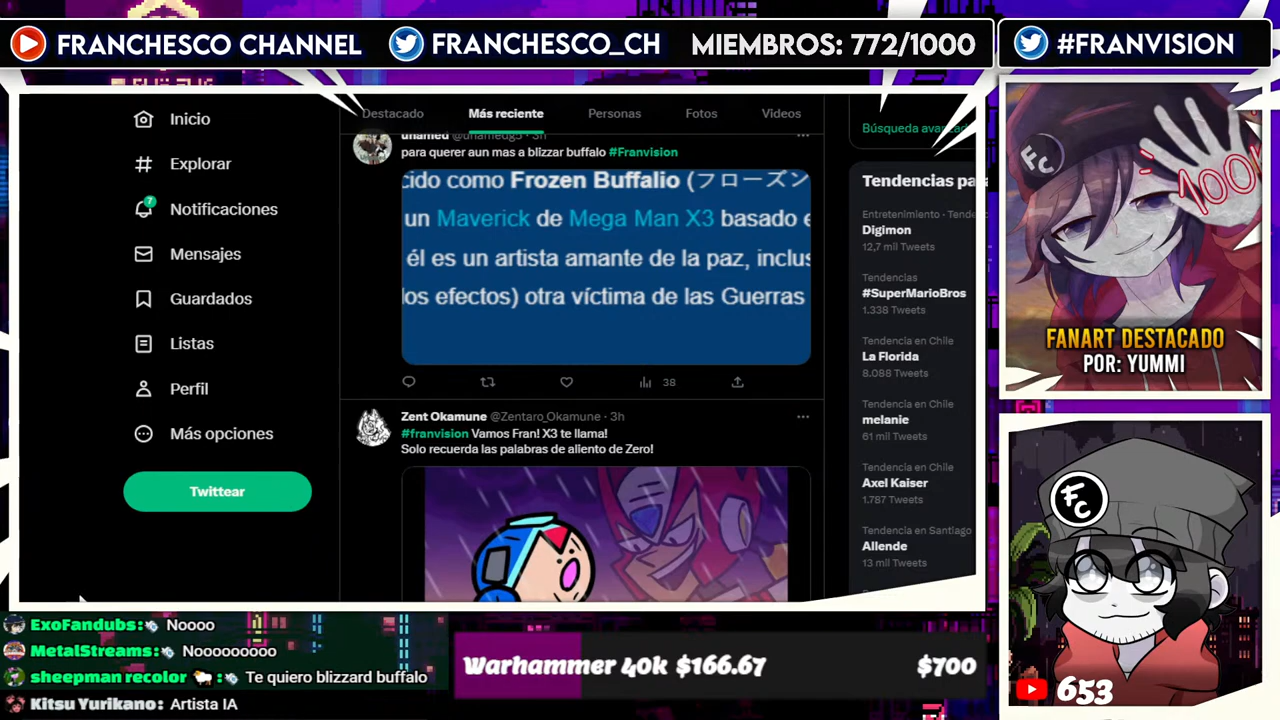 FRANCHESCO CHANNEL
FRANCHESCO_CH
MIEMBROS: 772/1000
#FRANVISION
Inicio
Explorar
7
Notificaciones
Mensajes
Guardados
Listas
Perfil
Más opciones
Twittear
Destacado
Más reciente
Personas
Fotos
Videos
para querer aun mas a blizzar buffalo #Franvision
cido como Frozen Buffalio (フローズン
un Maverick de Mega Man X3 basado e
él es un artista amante de la paz, inclus
los efectos) otra víctima de las Guerras
38
Zent Okamune @Zentaro_Okamune · 3h
#franvision Vamos Fran! X3 te llama!
Solo recuerda las palabras de aliento de Zero!
Búsqueda avanzad
Tendencias pa
Entretenimiento · Tende
Digimon
12,7 mil Tweets
Tendencias
#SuperMarioBros
1.338 Tweets
Tendencia en Chile
La Florida
8.088 Tweets
Tendencia en Chile
melanie
61 mil Tweets
Tendencia en Chile
Axel Kaiser
1.787 Tweets
Tendencia en Santiago
Allende
13 mil Tweets
FC
100
FANART DESTACADO
POR: YUMMI
FC
653
ExoFandubs: Noooo
MetalStreams: Nooooooooo
sheepman recolor : Te quiero blizzard buffalo
Kitsu Yurikano: Artista IA
Warhammer 40k $166.67
$700